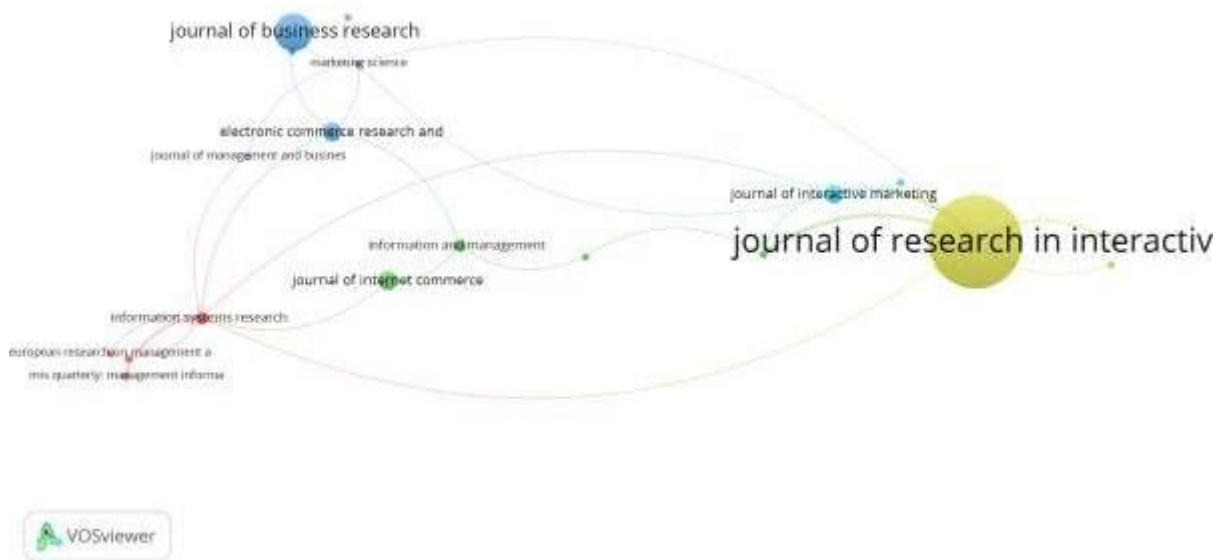 journal of business research
marketing science
electronic commerce research and
journal of management and busines
journal of interactive marketing
journal of research in interactiv
information and management
journal of internet commerce
information systems research
european research on management a
mis quarterly: management informa
VOSviewer